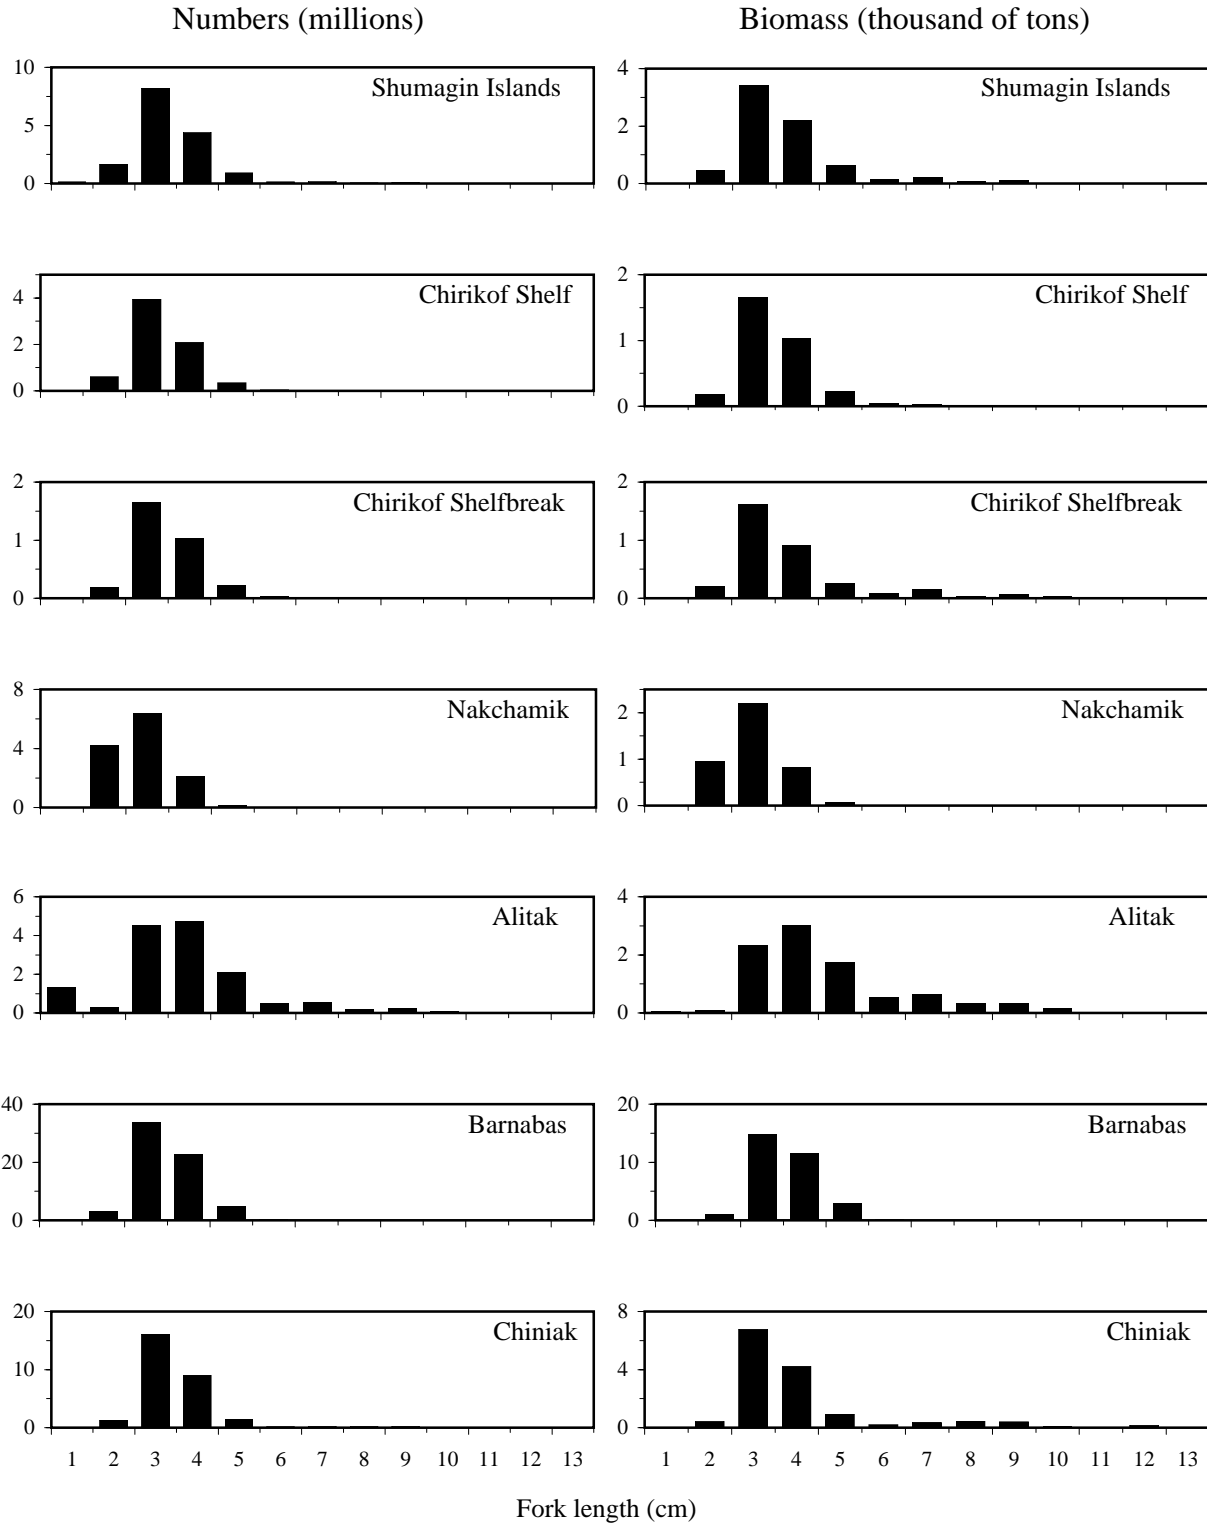 Numbers (millions) Biomass (thousand of tons)
10 4
Shumagin Islands Shumagin Islands
5 2
0 0
2
4 Chirikof Shelf Chirikof Shelf
2 1
0 0
2 2
Chirikof Shelfbreak Chirikof Shelfbreak
1 1
0 0
8
Nakchamik 2 Nakchamik
4 1
0 0
6 4
Alitak Alitak
4
2 2
0 0
40 20
Barnabas Barnabas
20 10
0 0
20 8
Chiniak Chiniak
10 4
0 0
1 2 3 4 5 6 7 8 9 10 11 12 13 1 2 3 4 5 6 7 8 9 10 11 12 13
Fork length (cm)